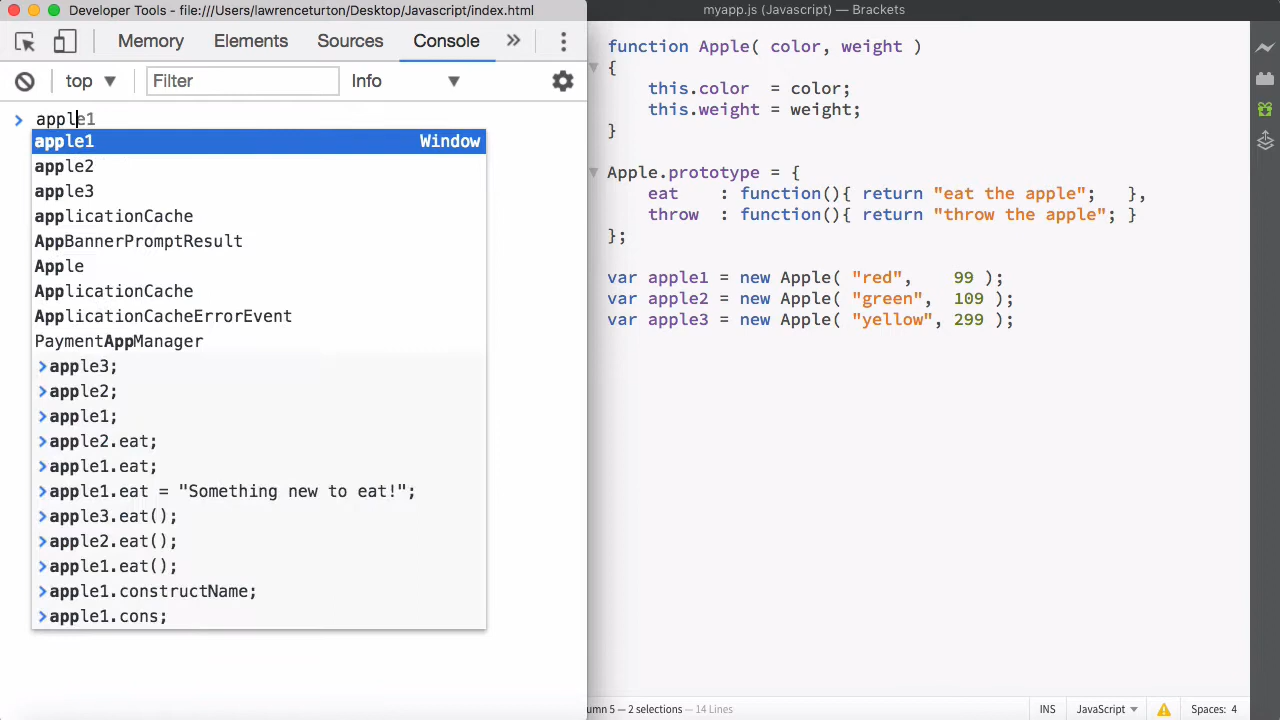 Developer Tools - file:///Users/lawrenceturton/Desktop/Javascript/index.html
Memory Elements Sources Console »
top ▼ Filter Info ▼
> apple1
apple1 Window
apple2
apple3
applicationCache
AppBannerPromptResult
Apple
ApplicationCache
ApplicationCacheErrorEvent
PaymentAppManager
>apple3;
>apple2;
>apple1;
>apple2.eat;
>apple1.eat;
>apple1.eat = "Something new to eat!";
>apple3.eat();
>apple2.eat();
>apple1.eat();
>apple1.constructName;
>apple1.cons;
myapp.js (Javascript) — Brackets
function Apple( color, weight )
{
this.color = color;
this.weight = weight;
}
Apple.prototype = {
eat : function(){ return "eat the apple"; },
throw : function(){ return "throw the apple"; }
};
var apple1 = new Apple( "red", 99 );
var apple2 = new Apple( "green", 109 );
var apple3 = new Apple( "yellow", 299 );
umn 5 — 2 selections — 14 Lines
INS JavaScript ▼ Spaces: 4